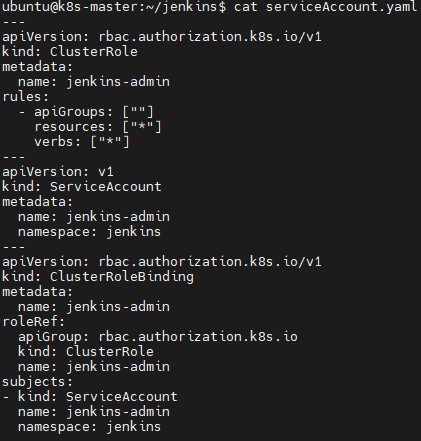 ubuntu@k8s-master:~/jenkins$ cat serviceAccount.yaml
---
apiVersion: rbac.authorization.k8s.io/v1
kind: ClusterRole
metadata:
  name: jenkins-admin
rules:
  - apiGroups: [""]
    resources: ["*"]
    verbs: ["*"]
---
apiVersion: v1
kind: ServiceAccount
metadata:
  name: jenkins-admin
  namespace: jenkins
---
apiVersion: rbac.authorization.k8s.io/v1
kind: ClusterRoleBinding
metadata:
  name: jenkins-admin
roleRef:
  apiGroup: rbac.authorization.k8s.io
  kind: ClusterRole
  name: jenkins-admin
subjects:
- kind: ServiceAccount
  name: jenkins-admin
  namespace: jenkins